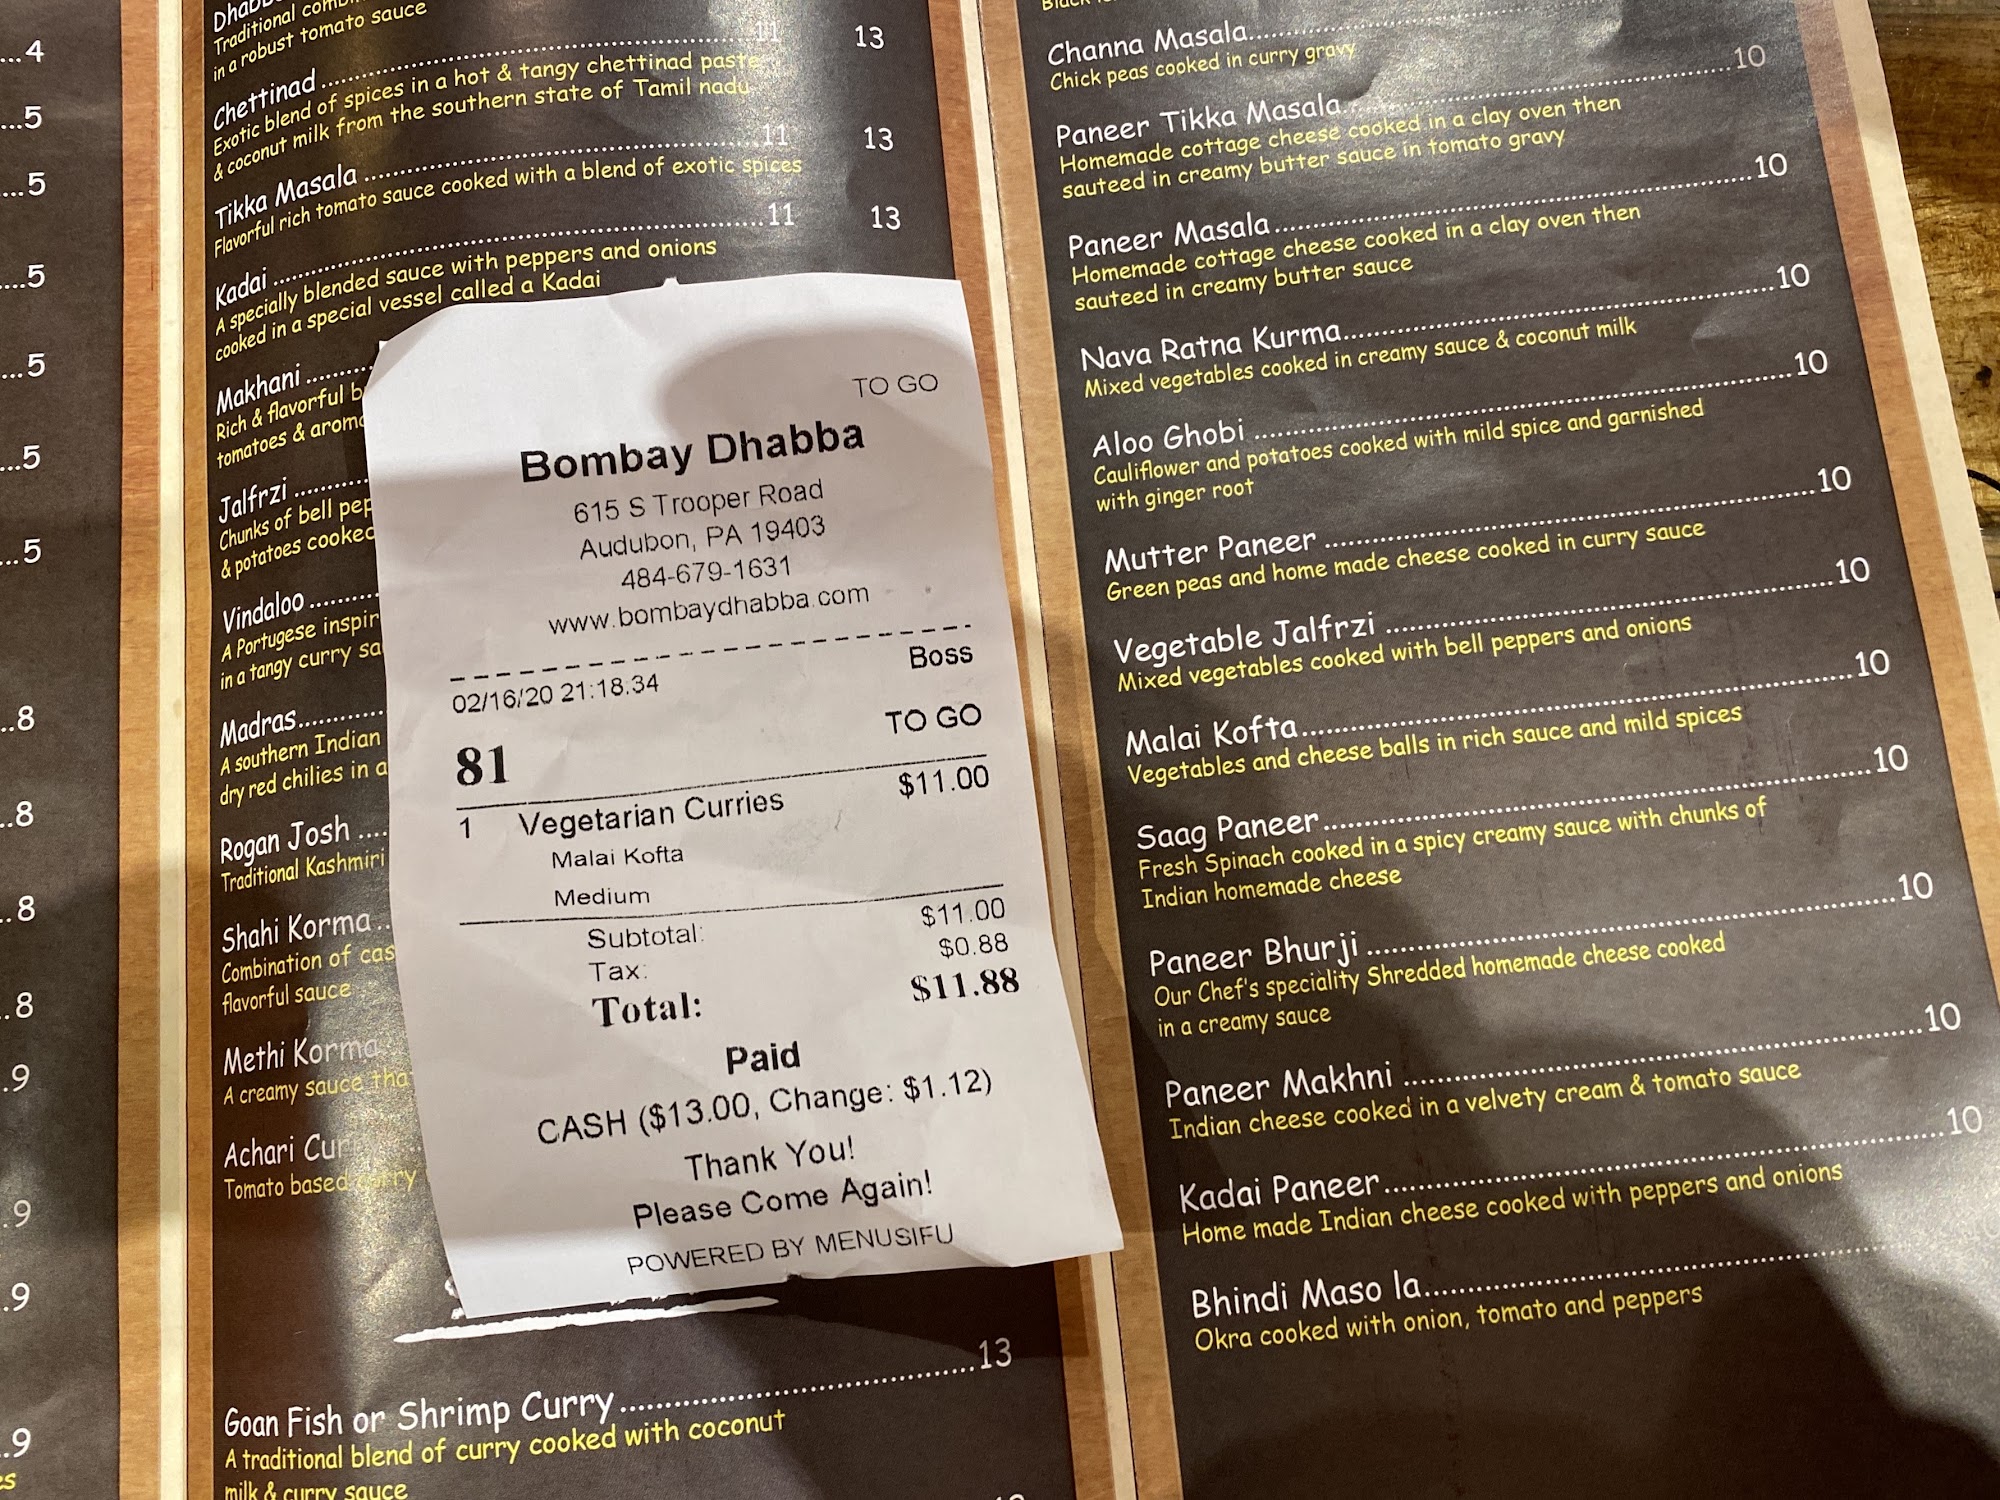 ...4
...5
...5
...5
...5
...5
...5
..8
..8
..8
..8
.9
.9
.9
.9
Traditional
in a robust tomato sauce
Chettinad ........ 11 13
Exotic blend of spices in a hot & tangy chettinad paste
& coconut milk from the southern state of Tamil nadu
Tikka Masala ........ 11 13
Flavorful rich tomato sauce cooked with a blend of exotic spices
Kadai ........ 11 13
A specially blended sauce with peppers and onions
cooked in a special vessel called a Kadai
Makhani ........
Rich & flavorful
tomatoes &
Jalfrzi ........
Chunks of bell
& potatoes
Vindaloo ........
A Portugese
in a tangy curry
Madras ........
A southern Indian
dry red chilies in a
Rogan Josh ....
Traditional Kashmiri
Shahi Korma ..
Combination of
flavorful sauce
Methi Korma
A creamy sauce
Achari
Tomato based curry
Goan Fish or Shrimp Curry ........ 13
A traditional blend of curry cooked with coconut
milk & curry sauce
TO GO
Bombay Dhabba
615 S Trooper Road
Audubon, PA 19403
484-679-1631
www.bombaydhabba.com
Boss
02/16/20 21:18:34
TO GO
81
1 Vegetarian Curries $11.00
Malai Kofta
Medium
Subtotal: $11.00
Tax: $0.88
Total: $11.88
Paid
CASH ($13.00, Change: $1.12)
Thank You!
Please Come Again!
POWERED BY MENUSIFU
Channa Masala ........
Chick peas cooked in curry gravy
Paneer Tikka Masala ........ 10
Homemade cottage cheese cooked in a clay oven then
sauteed in creamy butter sauce in tomato gravy
Paneer Masala ........ 10
Homemade cottage cheese cooked in a clay oven then
sauteed in creamy butter sauce
Nava Ratna Kurma ........ 10
Mixed vegetables cooked in creamy sauce & coconut milk
Aloo Ghobi ........ 10
Cauliflower and potatoes cooked with mild spice and garnished
with ginger root
Mutter Paneer ........ 10
Green peas and home made cheese cooked in curry sauce
Vegetable Jalfrzi ........ 10
Mixed vegetables cooked with bell peppers and onions
Malai Kofta ........ 10
Vegetables and cheese balls in rich sauce and mild spices
Saag Paneer ........ 10
Fresh Spinach cooked in a spicy creamy sauce with chunks of
Indian homemade cheese
Paneer Bhurji ........ 10
Our Chef's speciality Shredded homemade cheese cooked
in a creamy sauce
Paneer Makhni ........ 10
Indian cheese cooked in a velvety cream & tomato sauce
Kadai Paneer ........ 10
Home made Indian cheese cooked with peppers and onions
Bhindi Maso la ........
Okra cooked with onion, tomato and peppers